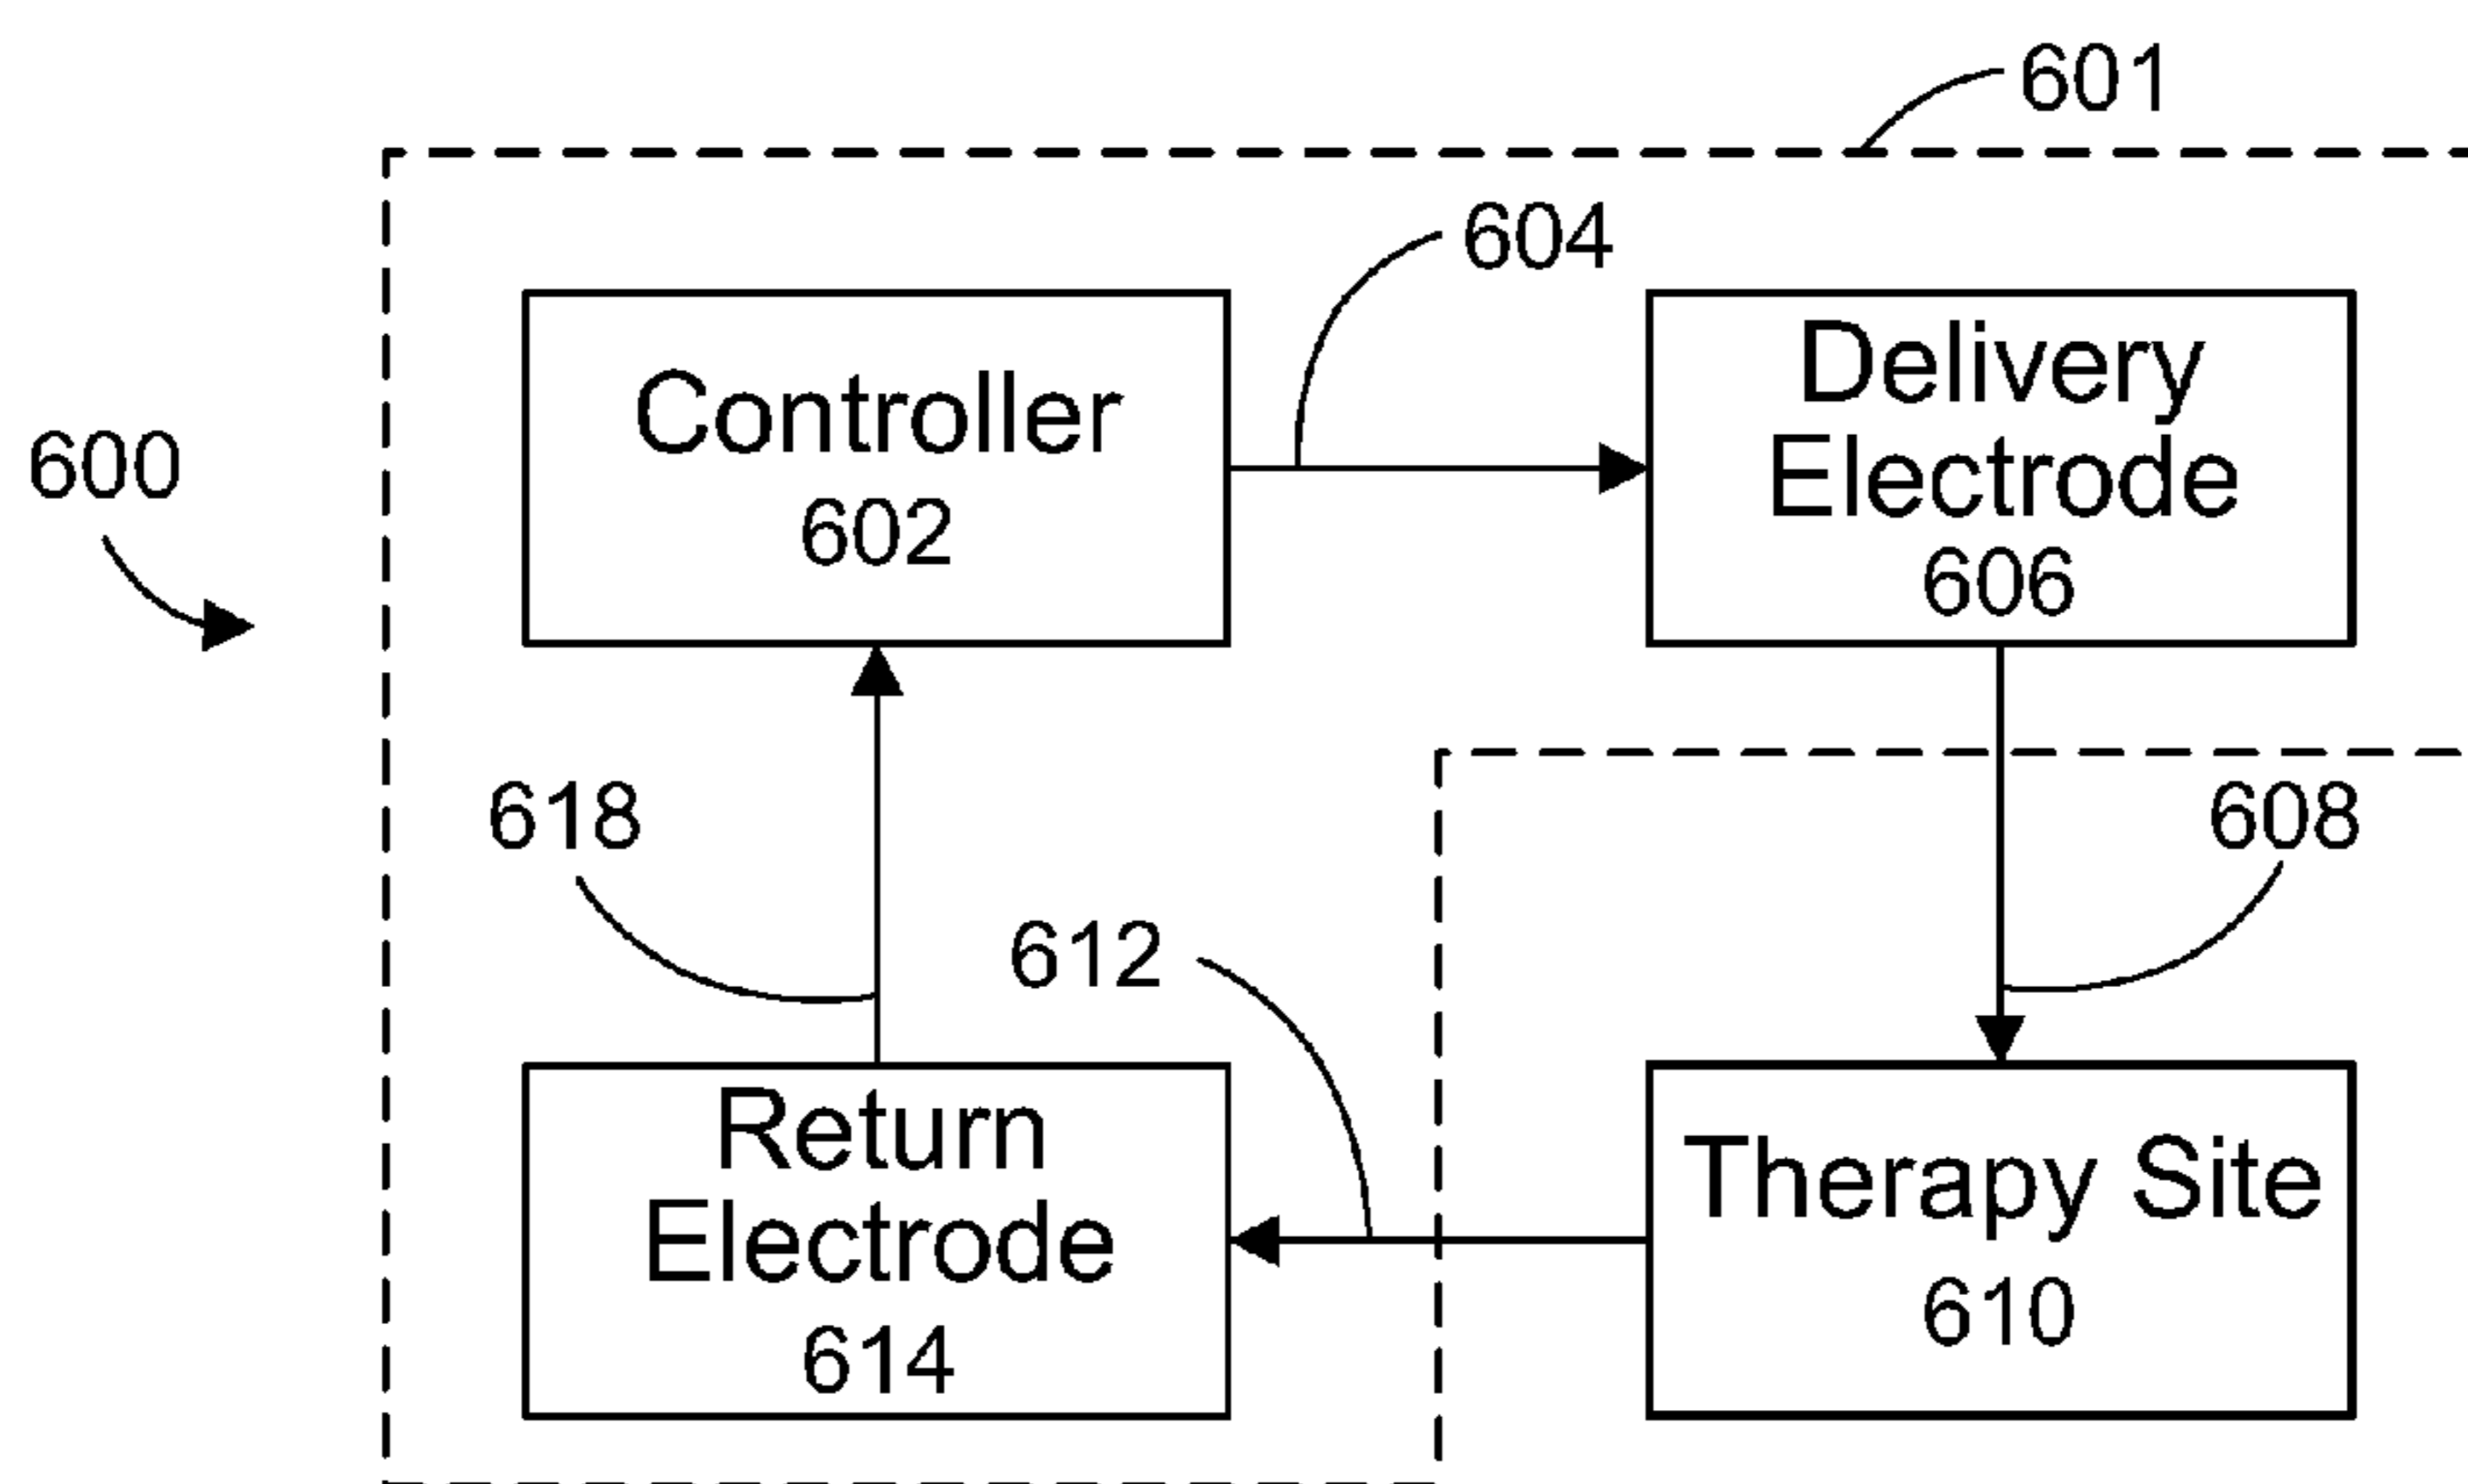 601
604
Controller
602
Delivery
Electrode
606
600
618
608
612
Return
Electrode
614
Therapy Site
610